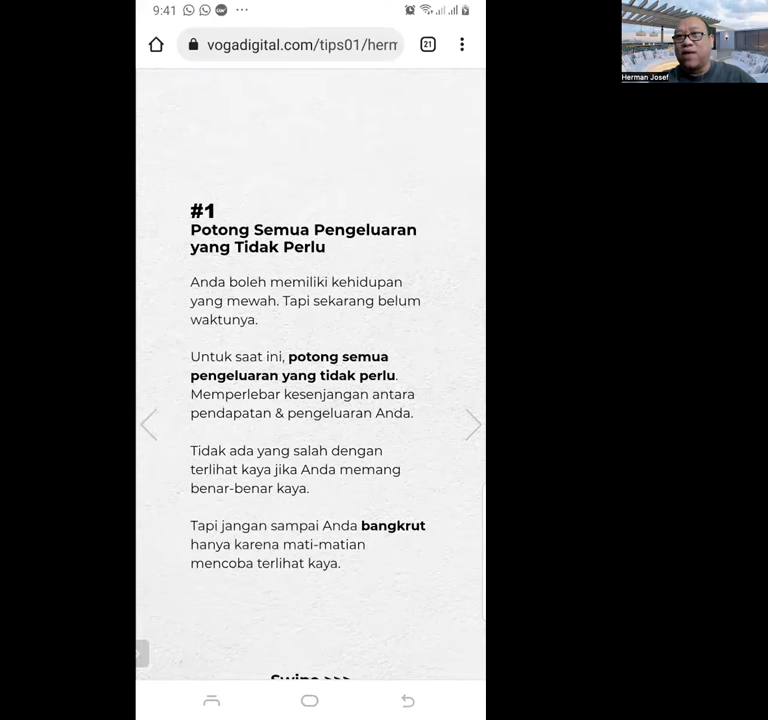 9:41
vogadigital.com/tips01/herm
21
Herman Josef
#1
Potong Semua Pengeluaran
yang Tidak Perlu
Anda boleh memiliki kehidupan
yang mewah. Tapi sekarang belum
waktunya.
Untuk saat ini, potong semua
pengeluaran yang tidak perlu.
Memperlebar kesenjangan antara
pendapatan & pengeluaran Anda.
Tidak ada yang salah dengan
terlihat kaya jika Anda memang
benar-benar kaya.
Tapi jangan sampai Anda bangkrut
hanya karena mati-matian
mencoba terlihat kaya.
Swipe >>>